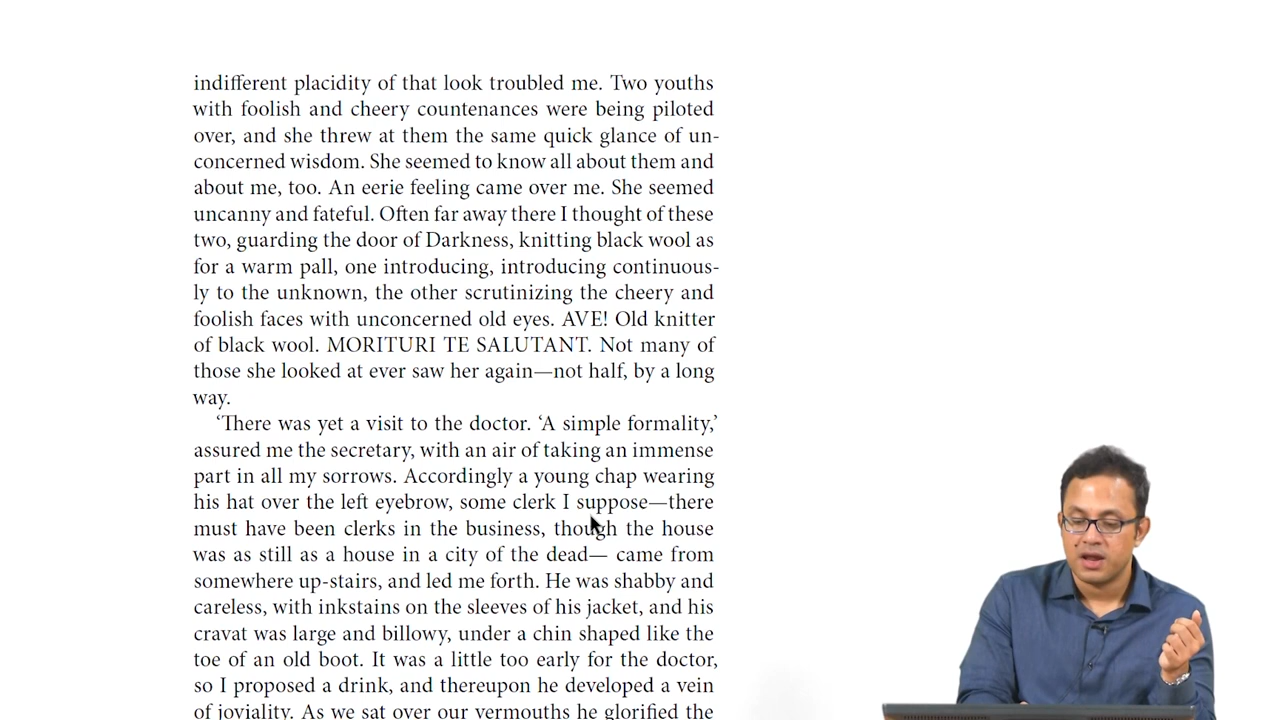 indifferent placidity of that look troubled me. Two youths
with foolish and cheery countenances were being piloted
over, and she threw at them the same quick glance of un-
concerned wisdom. She seemed to know all about them and
about me, too. An eerie feeling came over me. She seemed
uncanny and fateful. Often far away there I thought of these
two, guarding the door of Darkness, knitting black wool as
for a warm pall, one introducing, introducing continuous-
ly to the unknown, the other scrutinizing the cheery and
foolish faces with unconcerned old eyes. AVE! Old knitter
of black wool. MORITURI TE SALUTANT. Not many of
those she looked at ever saw her again—not half, by a long
way.
‘There was yet a visit to the doctor. ‘A simple formality,’
assured me the secretary, with an air of taking an immense
part in all my sorrows. Accordingly a young chap wearing
his hat over the left eyebrow, some clerk I suppose—there
must have been clerks in the business, though the house
was as still as a house in a city of the dead— came from
somewhere up-stairs, and led me forth. He was shabby and
careless, with inkstains on the sleeves of his jacket, and his
cravat was large and billowy, under a chin shaped like the
toe of an old boot. It was a little too early for the doctor,
so I proposed a drink, and thereupon he developed a vein
of joviality. As we sat over our vermouths he glorified the